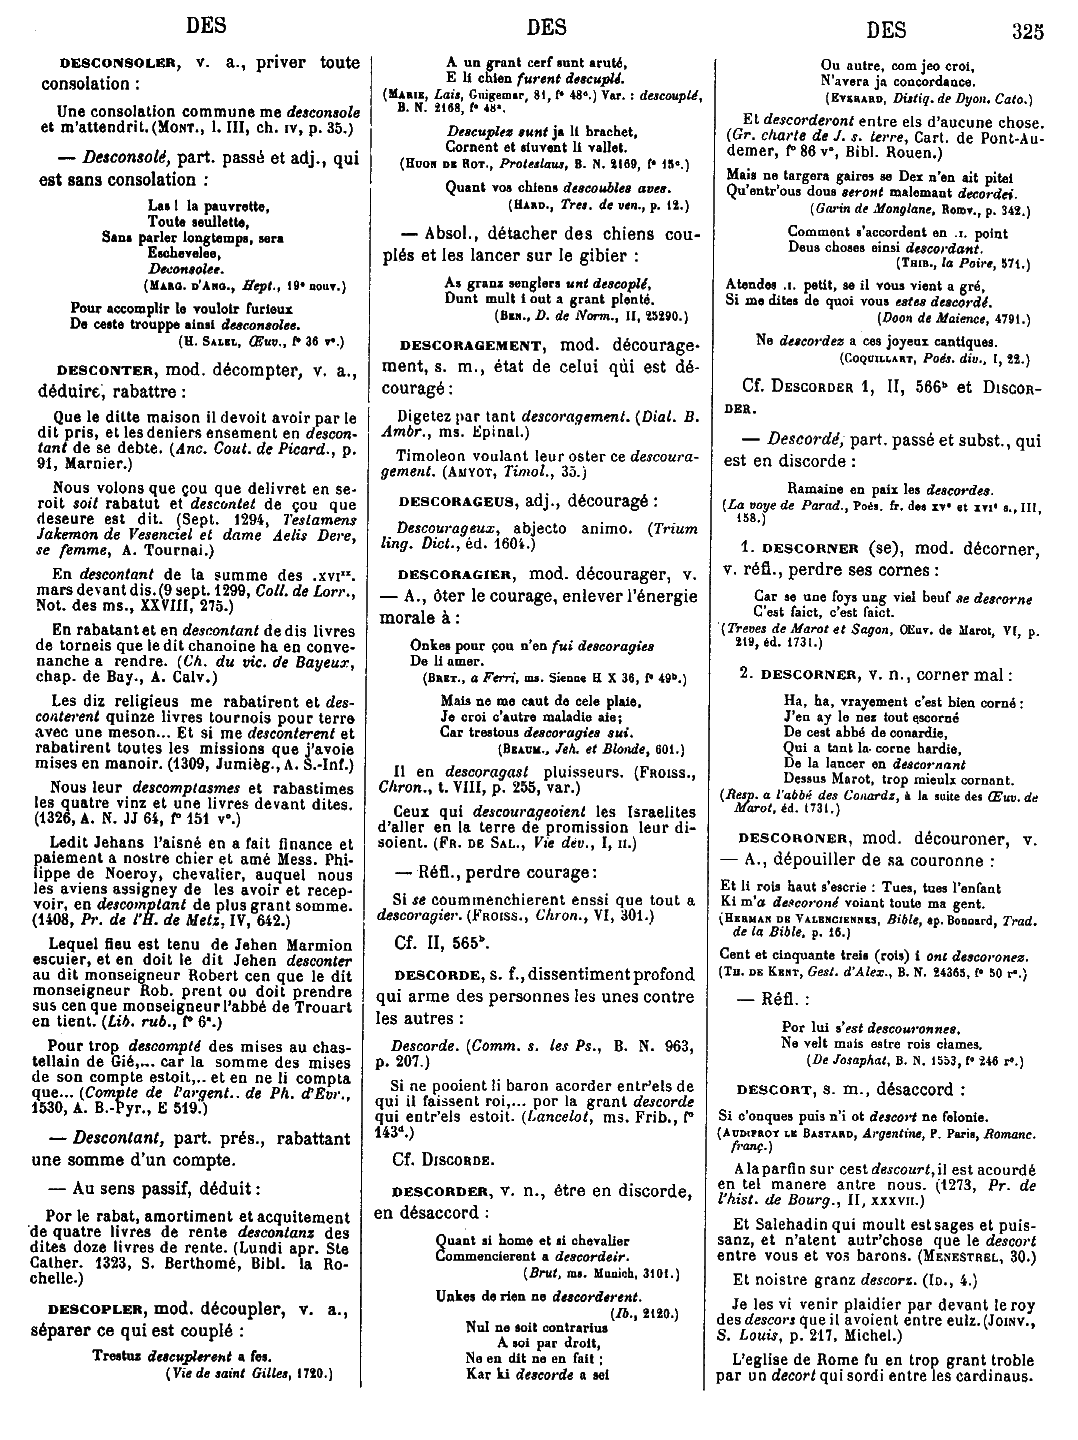 DES
DES
DES
325
DESCONSOLER, v. a., priver toute
consolation :
Une consolation commune me desconsole
et m'attendrit. (MONT., l. III, ch. IV, p. 35.)
— Desconsolé, part. passé et adj., qui
est sans consolation :
Las ! la pauvrette,
Toute seullette,
Sans parler longtemps, sera
Eschevelee,
Deconsolee.
(MARG. D'ANG., Hept., 19e nouv.)
Pour accomplir le vouloir furieux
De ceste trouppe ainsi desconsolee.
(H. SALEL, Œuv., f° 36 v°.)
DESCONTER, mod. décompter, v. a.,
déduire, rabattre :
Que le ditte maison il devoit avoir par le
dit pris, et les deniers ensement en descon-
tant de se debte. (Anc. Cout. de Picard., p.
91, Marnier.)
Nous volons que çou que delivret en se-
roit soit rabatut et descontet de çou que
deseure est dit. (Sept. 1294, Testamens
Jakemon de Vesenciel et dame Aelis Dere,
se femme, A. Tournai.)
En descontant de la summe des .XVIxx.
mars devant dis. (9 sept. 1299, Coll. de Lorr.,
Not. des ms., XXVIII, 275.)
En rabatant et en descontant de dis livres
de torneis que le dit chanoine ha en conve-
nanche a rendre. (Ch. du vic. de Bayeux,
chap. de Bay., A. Calv.)
Les diz religieus me rabatirent et des-
conterent quinze livres tournois pour terre
avec une meson... Et si me desconterent et
rabatirent toutes les missions que j'avoie
mises en manoir. (1309, Jumièg., A. S.-Inf.)
Nous leur descomptasmes et rabastimes
les quatre vinz et une livres devant dites.
(1326, A. N. JJ 64, f° 151 v°.)
Ledit Jehans l'aisné en a fait finance et
paiement a nostre chier et amé Mess. Phi-
lippe de Noeroy, chevalier, auquel nous
les aviens assigney de les avoir et recep-
voir, en descomptant de plus grant somme.
(1408, Pr. de l'H. de Metz, IV, 642.)
Lequel fieu est tenu de Jehen Marmion
escuier, et en doit le dit Jehen desconter
au dit monseigneur Robert cen que le dit
monseigneur Rob. prent ou doit prendre
sus cen que monseigneur l'abbé de Trouart
en tient. (Lib. rub., f° 6a.)
Pour trop descompté des mises au chas-
tellain de Gié,... car la somme des mises
de son compte estoit,.. et en ne li compta
que... (Compte de l'argent.. de Ph. d'Evr.,
1530, A. B.-Pyr., E 519.)
— Descontant, part. prés., rabattant
une somme d'un compte.
— Au sens passif, déduit :
Por le rabat, amortiment et acquitement
de quatre livres de rente descontanz des
dites doze livres de rente. (Lundi apr. Ste
Cather. 1323, S. Berthomé, Bibl. la Ro-
chelle.)
DESCOPLER, mod. découpler, v. a.,
séparer ce qui est couplé :
Trestuz descuplerent a fes.
(Vie de saint Gilles, 1720.)
A un grant cerf sunt aruté,
E li chien furent descuplé.
(MARIE, Lais, Guigemar, 81, f° 48c.) Var. : descouplé,
B. N. 2168, f° 48a.
Descuplez sunt ja li brachet,
Cornent et siuvent li vallet.
(HUON DE ROT., Proteslaus, B. N. 2169, f° 15c.)
Quant vos chiens descoubles aves.
(HARD., Tres. de ven., p. 12.)
— Absol., détacher des chiens cou-
plés et les lancer sur le gibier :
As granz senglers unt descoplé,
Dunt mult i out a grant plenté.
(BEN., D. de Norm., II, 25290.)
DESCORAGEMENT, mod. décourage-
ment, s. m., état de celui qui est dé-
couragé :
Digetez par tant descoragement. (Dial. B.
Ambr., ms. Epinal.)
Timoleon voulant leur oster ce descoura-
gement. (AMYOT, Timol., 35.)
DESCORAGEUS, adj., découragé :
Descourageux, abjecto animo. (Trium
ling. Dict., éd. 1604.)
DESCORAGIER, mod. décourager, v.
— A., ôter le courage, enlever l'énergie
morale à :
Onkes pour çou n'en fui descoragies
De li amer.
(BRET., a Ferri, ms. Sienne H X 36, f° 49b.)
Mais ne me caut de cele plaie,
Je croi c'autre maladie aie;
Car trestous descoragies sui.
(BEAUM., Jeh. et Blonde, 601.)
Il en descoragast pluisseurs. (FROISS.,
Chron., t. VIII, p. 255, var.)
Ceux qui descourageoient les Israelites
d'aller en la terre de promission leur di-
soient. (FR. DE SAL., Vie dev., I, II.)
— Réfl., perdre courage :
Si se coummenchierent enssi que tout a
descoragier. (FROISS., Chron., VI, 301.)
Cf. II, 565b.
DESCORDE, s. f., dissentiment profond
qui arme des personnes les unes contre
les autres :
Descorde. (Comm. s. les Ps., B. N. 963,
p. 207.)
Si ne pooient li baron acorder entr'els de
qui il faissent roi,... por la grant descorde
qui entr'els estoit. (Lancelot, ms. Frib., f°
143d.)
Cf. DISCORDE.
DESCORDER, v. n., être en discorde,
en désaccord :
Quant si home et si chevalier
Commencierent a descordeir.
(Brut, ms. Munich, 3101.)
Unkes de rien ne descorderent.
(Ib., 2120.)
Nul ne soit contrarius
A soi par droit,
Ne en dit ne en fait ;
Kar ki descorde a sei
Ou autre, com jeo croi,
N'avera ja concordance.
(EVERARD, Distiq. de Dyon. Cato.)
Et descorderont entre els d'aucune chose.
(Gr. charte de J. s. terre, Cart. de Pont-Au-
demer, f° 86 v°, Bibl. Rouen.)
Mais ne targera gaires se Dex n'en ait pitei
Qu'entr'ous dous seront malemant decordei.
(Garin de Monglane, ROMV., p. 342.)
Comment s'accordent en .I. point
Deus choses einsi descordant.
(THIB., la Poire, 571.)
Atendes .I. petit, se il vous vient a gré,
Si me dites de quoi vous estes descordé.
(Doon de Maience, 4791.)
Ne descordez a ces joyeux cantiques.
(COQUILLART, Poés. div., I, 22.)
Cf. DESCORDER 1, II, 566b et DISCOR-
DER.
— Descordé, part. passé et subst., qui
est en discorde :
Ramaine en paix les descordes.
(La voye de Parad., Poés. fr. des XVe et XVIe s., III,
158.)
1. DESCORNER (se), mod. décorner,
v. réfl., perdre ses cornes :
Car se une foys ung viel beuf se descorne
C'est faict, c'est faict.
(Treves de Marot et Sagon, Œuv. de Marot, VI, p.
219, éd. 1731.)
2. DESCORNER, v. n., corner mal :
Ha, ha, vrayement c'est bien corné :
J'en ay le nez tout escorné
De cest abbé de conardie,
Qui a tant la corne hardie,
De la lancer en descornant
Dessus Marot, trop mieulx cornant.
(Resp. a l'abbé des Conards, à la suite des Œuv. de
Marot, éd. 1731.)
DESCORONER, mod. découroner, v.
— A., dépouiller de sa couronne :
Et li rois haut s'escrie : Tues, tues l'enfant
Ki m'a descoroné voiant toute ma gent.
(HERMAN DE VALENCIENNES, Bible, ap. Bonnard, Trad.
de la Bible, p. 16.)
Cent et cinquante treis (rois) i ont descoronez.
(TH. DE KENT, Gest. d'Alex., B. N. 24365, f° 50 r°.)
— Réfl. :
Por lui s'est descouronnes,
Ne velt mais estre rois clames.
(De Josaphat, B. N. 1553, f° 246 r°.)
DESCORT, s. m., désaccord :
Si c'onques puis n'i ot descort ne felonie.
(AUDIFROY LE BASTARD, Argentine, P. Paris, Romanc.
franç.)
A la parfin sur cest descourt, il est acourdé
en tel manere antre nous. (1273, Pr. de
l'hist. de Bourg., II, XXXVII.)
Et Salehadin qui moult est sages et puis-
sanz, et n'atent autr'chose que le descort
entre vous et vos barons. (MENESTREL, 30.)
Et noistre granz descorz. (ID., 4.)
Je les vi venir plaidier par devant le roy
des descors que il avoient entre eulz. (JOINV.,
S. Louis, p. 217, Michel.)
L'eglise de Rome fu en trop grant troble
par un decort qui sordi entre les cardinaus.